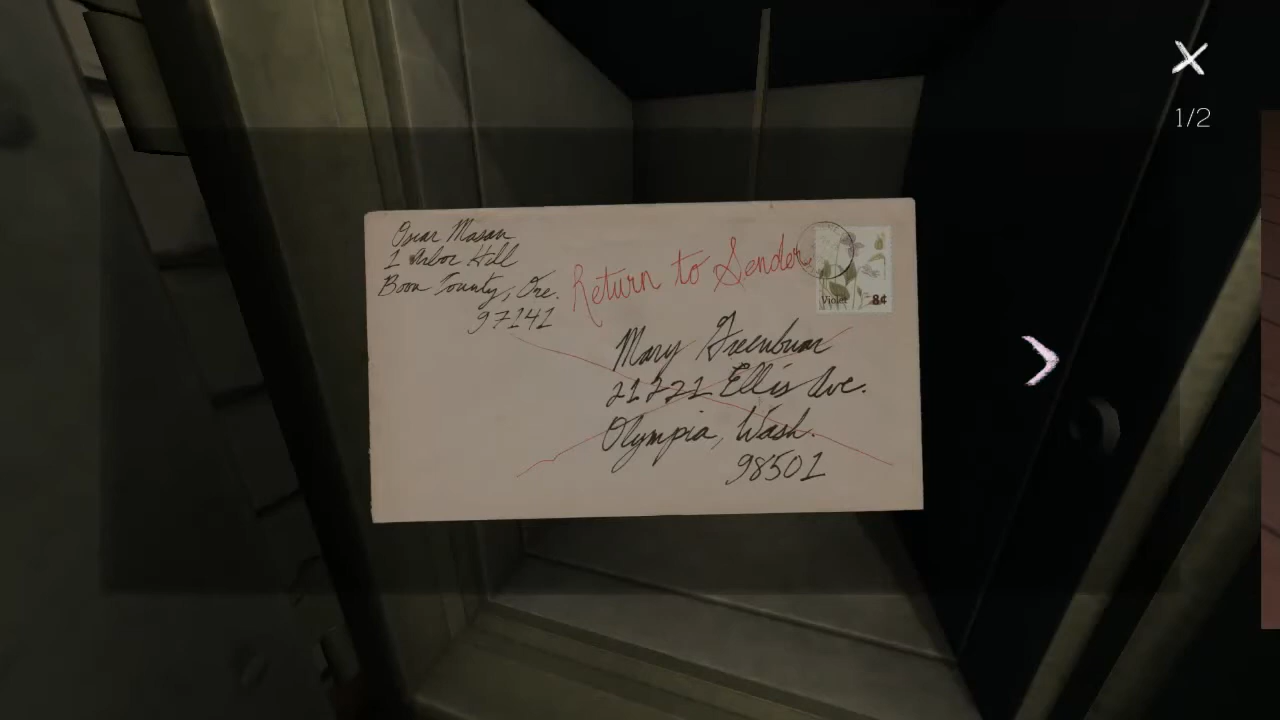 1/2
Oscar Mason
1 Arbor Hill
Boon County, Ore.
97141
Return to Sender
Violet 8¢
Mary Greenbriar
21221 Ellis Ave.
Olympia, Wash.
98501